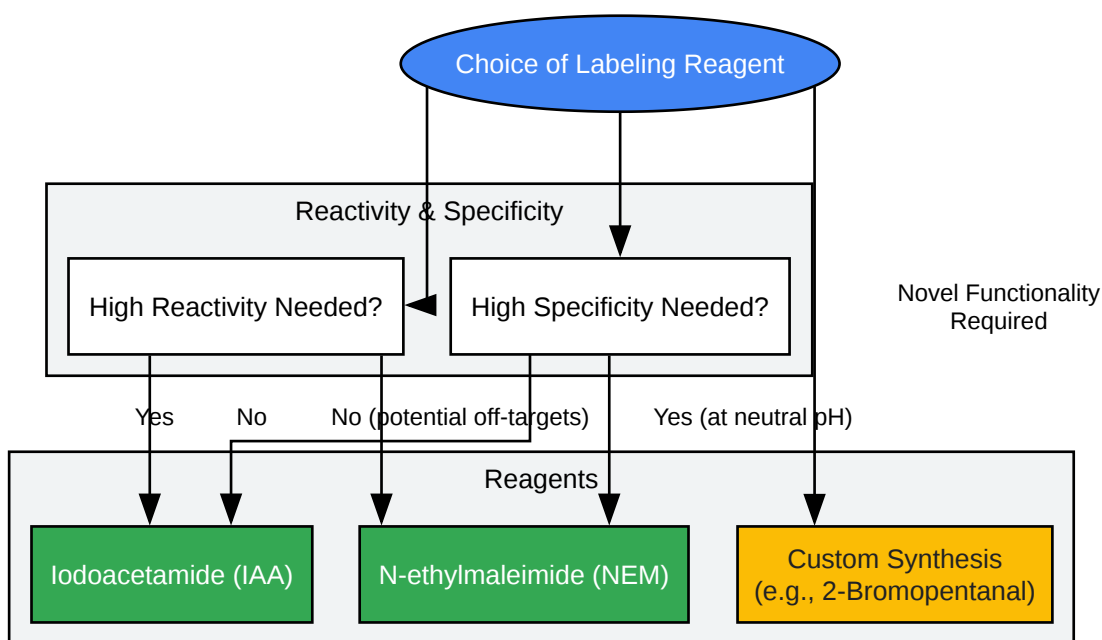 Choice of Labeling Reagent
Reactivity & Specificity
High Reactivity Needed?
High Specificity Needed?
Novel Functionality
Required
Yes
No
No (potential off-targets)
Yes (at neutral pH)
Reagents
Iodoacetamide (IAA)
N-ethylmaleimide (NEM)
Custom Synthesis
(e.g., 2-Bromopentanal)